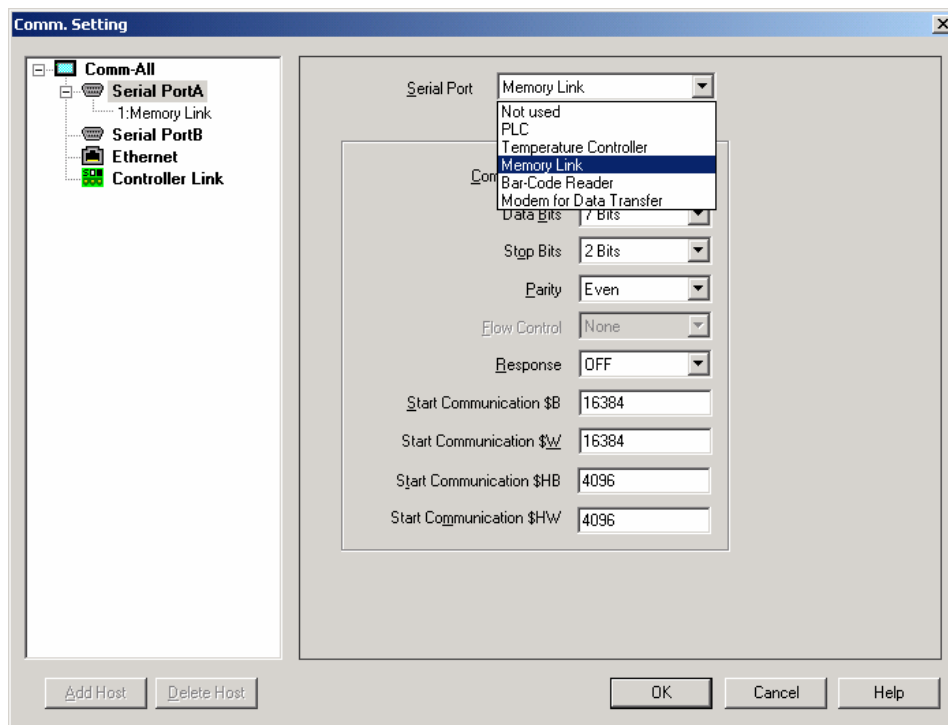 Comm. Setting
Comm-All
Serial PortA
1:Memory Link
Serial PortB
Ethernet
Controller Link
Serial Port
Memory Link
Not used
PLC
Temperature Controller
Memory Link
Bar-Code Reader
Modem for Data Transfer
Data Bits 7 Bits
Stop Bits 2 Bits
Parity Even
Flow Control None
Response OFF
Start Communication $B 16384
Start Communication $W 16384
Start Communication $HB 4096
Start Communication $HW 4096
Add Host Delete Host OK Cancel Help